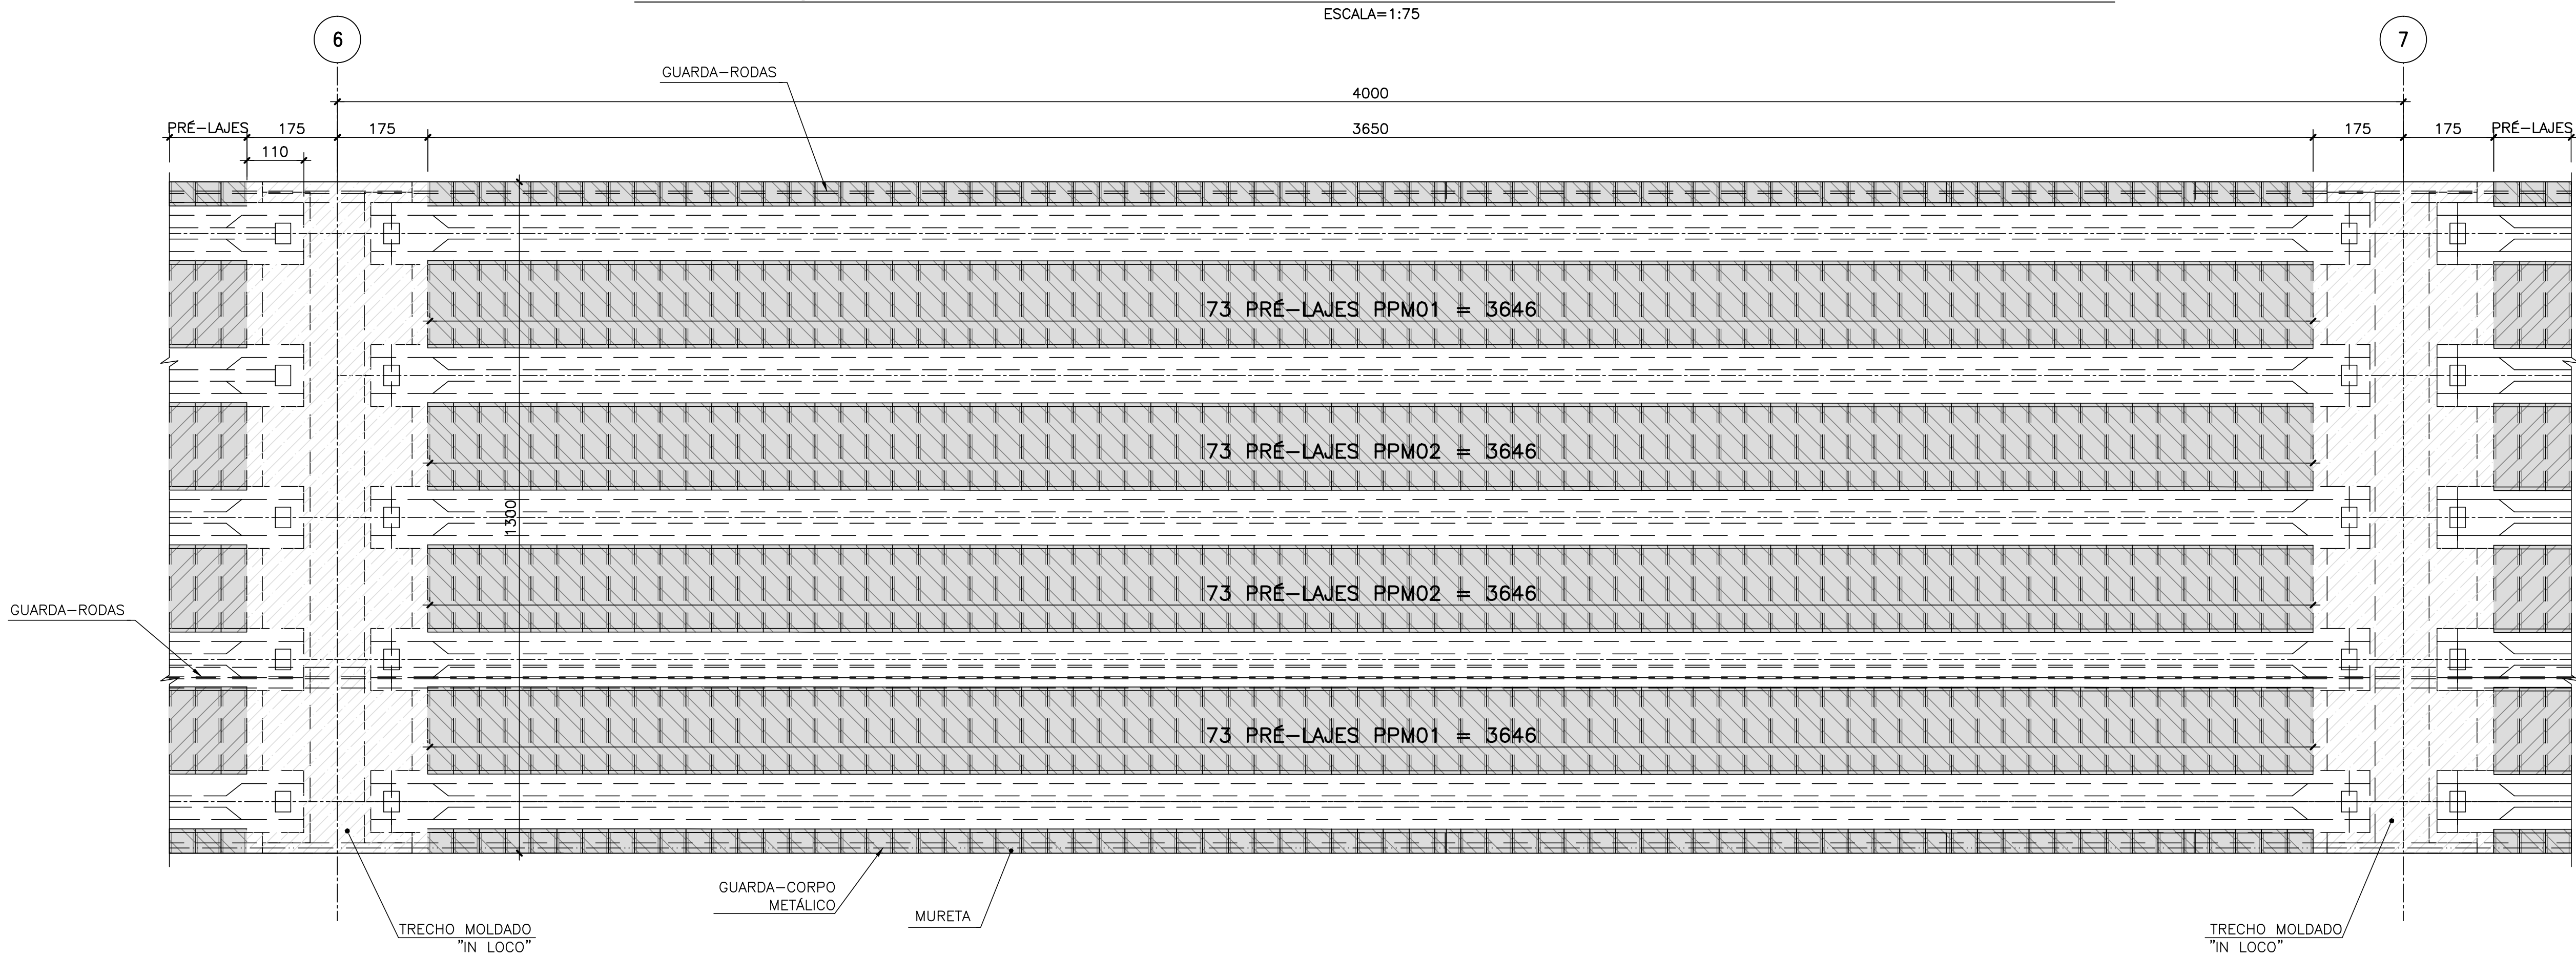 ESCALA=1:75
6
7
GUARDA-RODAS
4000
PRÉ-LAJES
175
175
3650
175
175
PRÉ-LAJES
110
73 PRÉ-LAJES PPM01 = 3646
73 PRÉ-LAJES PPM02 = 3646
1300
73 PRÉ-LAJES PPM02 = 3646
GUARDA-RODAS
73 PRÉ-LAJES PPM01 = 3646
GUARDA-CORPO
METÁLICO
MURETA
TRECHO MOLDADO
"IN LOCO"
TRECHO MOLDADO
"IN LOCO"